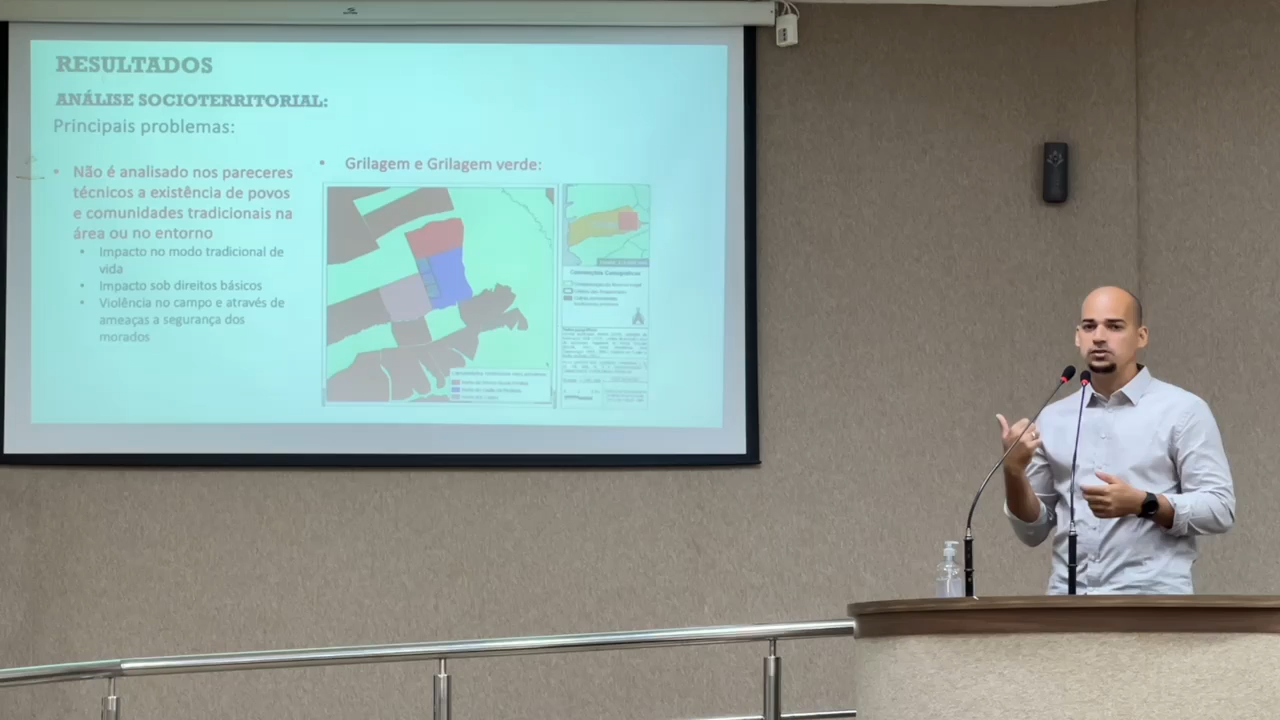 RESULTADOS
ANÁLISE SOCIOTERRITORIAL:
Principais problemas:
• Não é analisado nos pareceres
técnicos a existência de povos
e comunidades tradicionais na
área ou no entorno
• Impacto no modo tradicional de
vida
• Impacto sob direitos básicos
• Violência no campo e através de
ameaças a segurança dos
morados
• Grilagem e Grilagem verde: